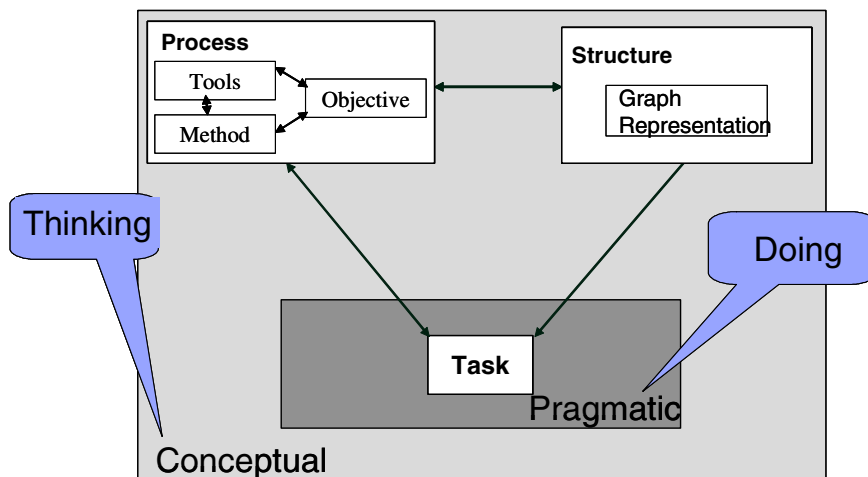 Process
Tools
Objective
Method
Structure
Graph
Representation
Thinking
Doing
Task
Pragmatic
Conceptual